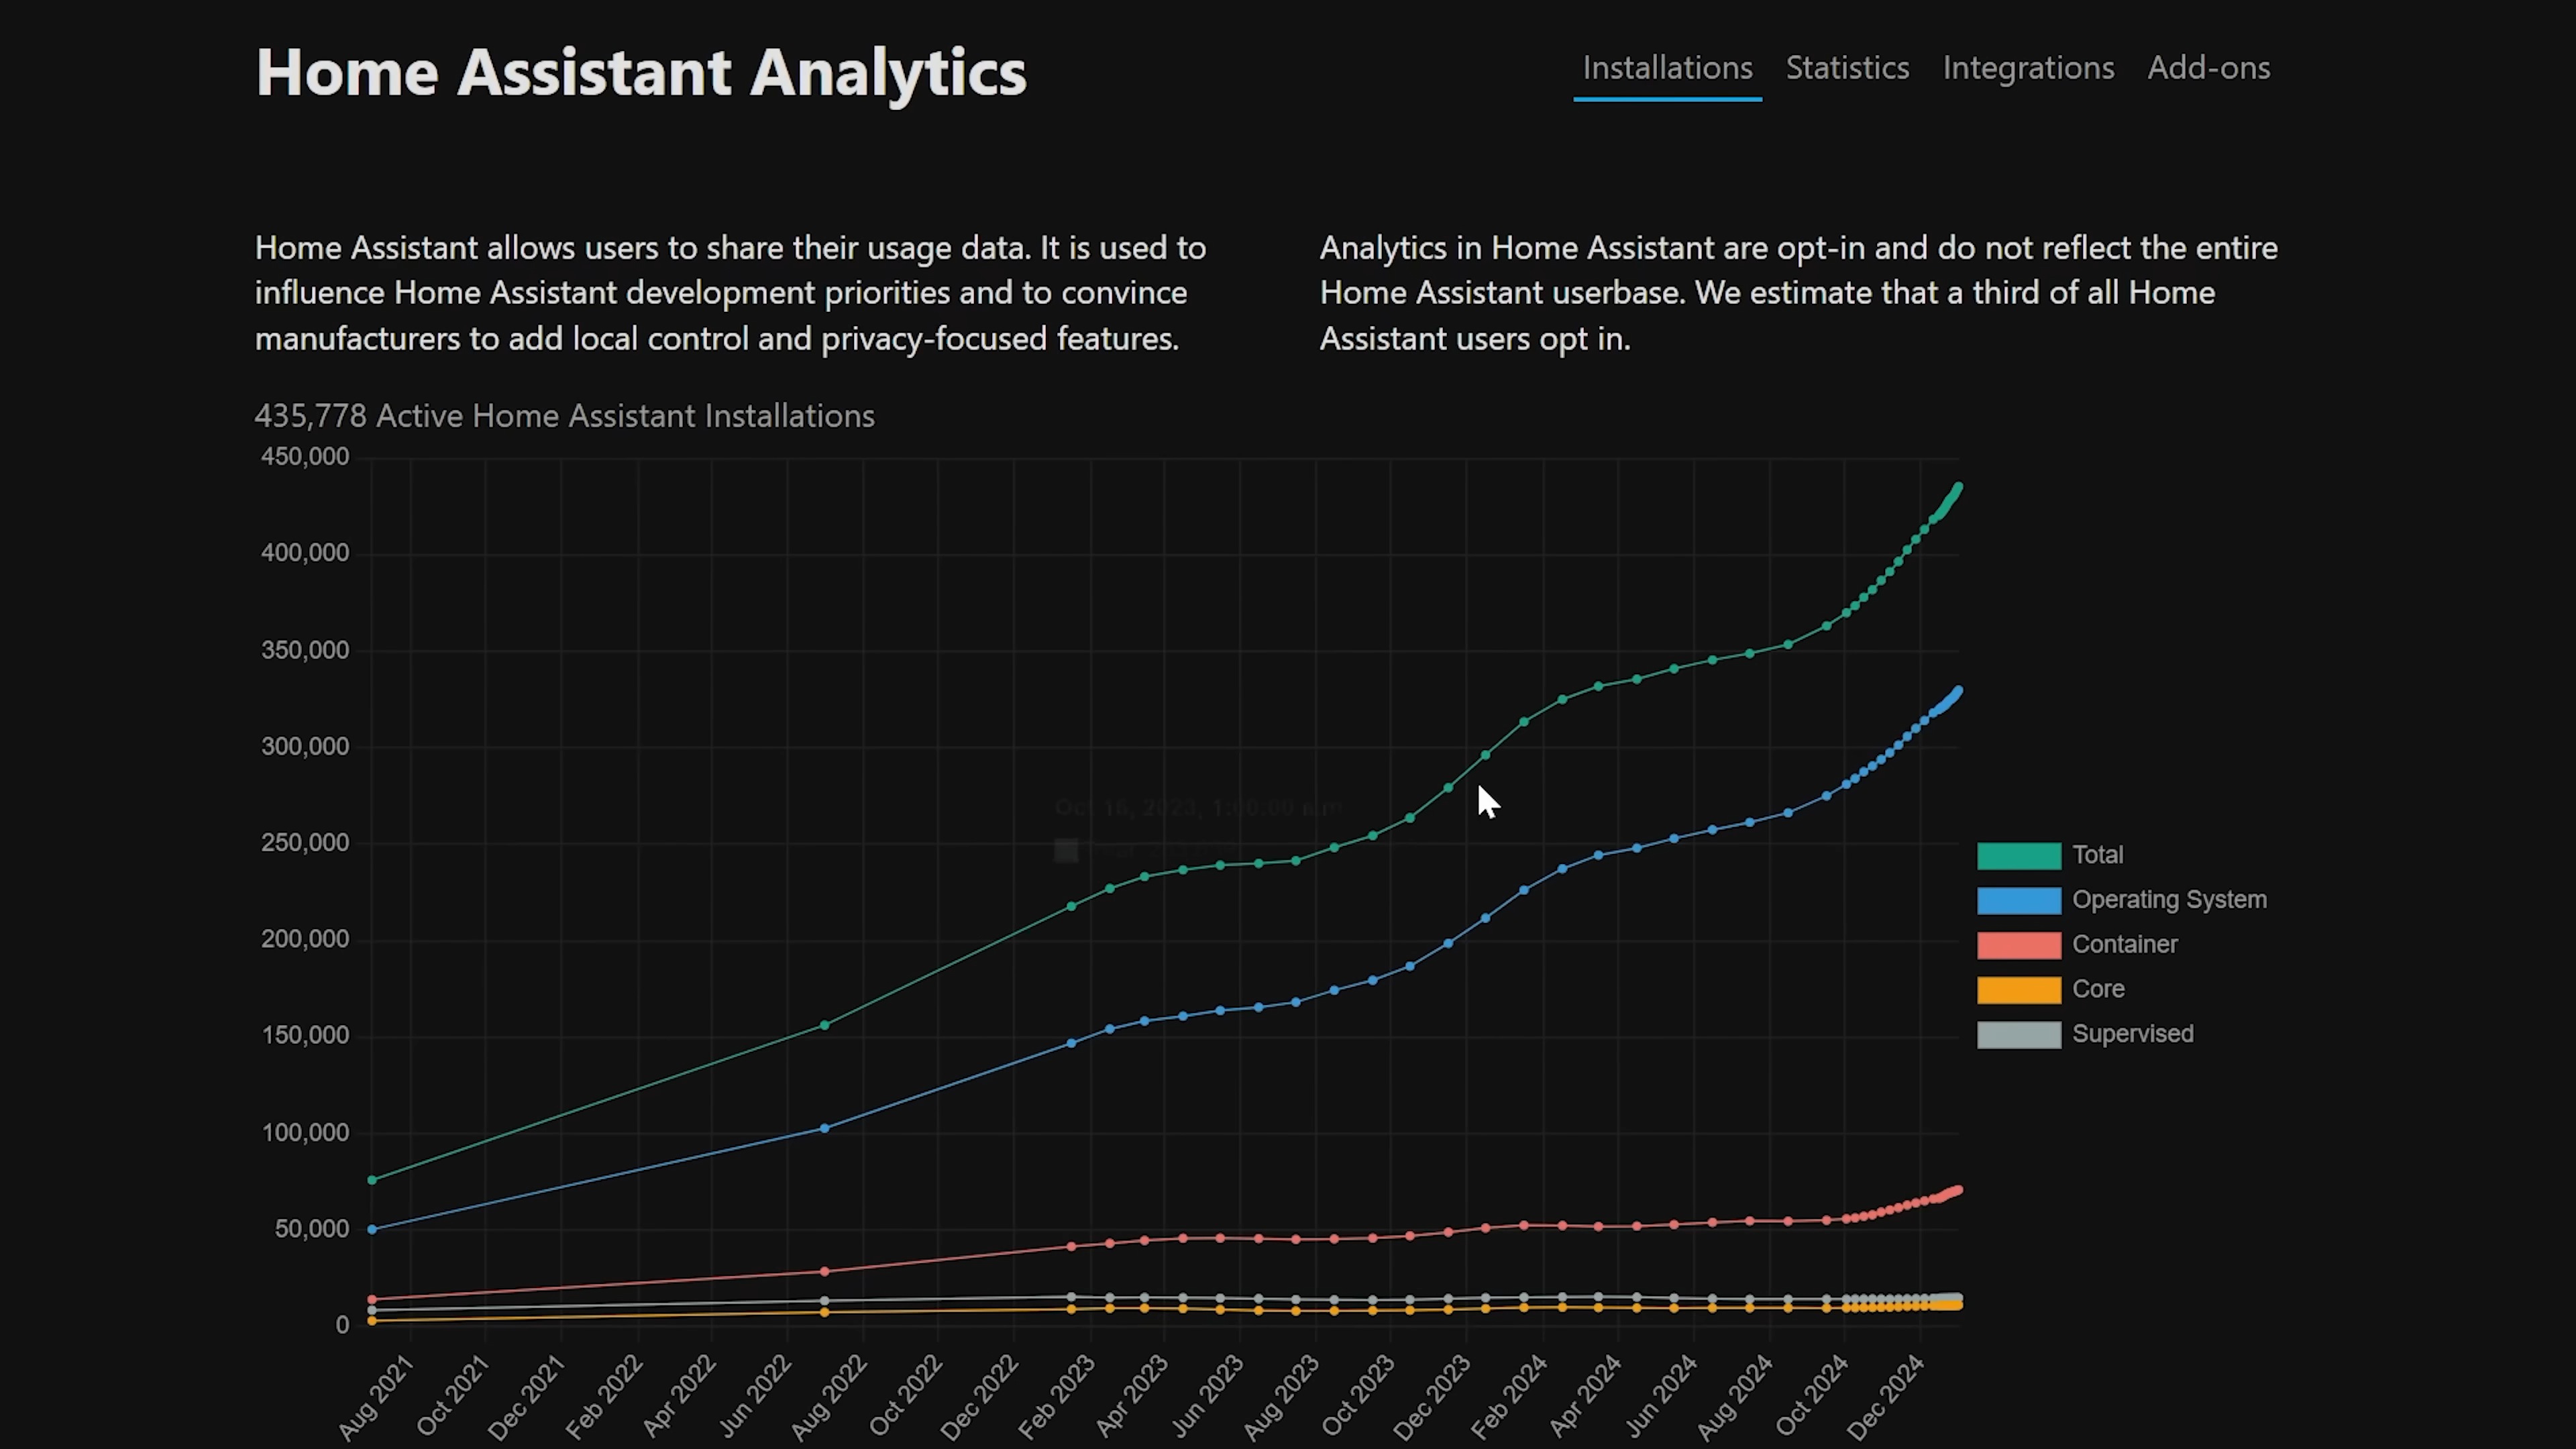 Home Assistant Analytics
Installations Statistics Integrations Add-ons
Home Assistant allows users to share their usage data. It is used to
influence Home Assistant development priorities and to convince
manufacturers to add local control and privacy-focused features.
Analytics in Home Assistant are opt-in and do not reflect the entire
Home Assistant userbase. We estimate that a third of all Home
Assistant users opt in.
435,778 Active Home Assistant Installations
450,000
400,000
350,000
300,000
250,000
200,000
150,000
100,000
50,000
0
Oct 16, 2023, 1:00:00 a.m.
Total
Operating System
Container
Core
Supervised
Aug 2021 Oct 2021 Dec 2021 Feb 2022 Apr 2022 Jun 2022 Aug 2022 Oct 2022 Dec 2022 Feb 2023 Apr 2023 Jun 2023 Aug 2023 Oct 2023 Dec 2023 Feb 2024 Apr 2024 Jun 2024 Aug 2024 Oct 2024 Dec 2024